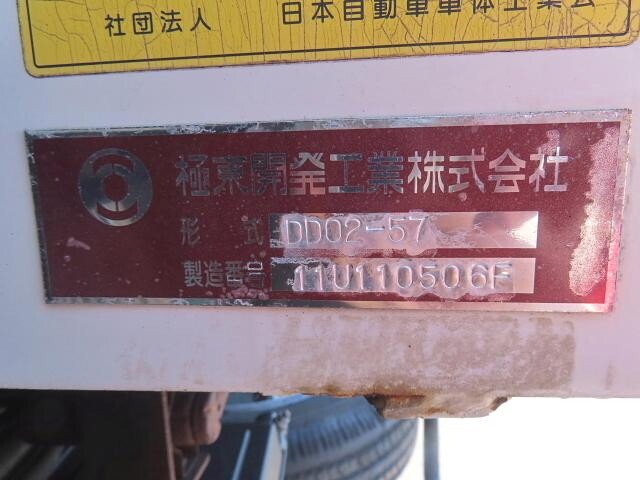 社団法人 日本自動車車体工業会
極東開発工業株式会社
形式 DD02-57
製造番号 11U110506F